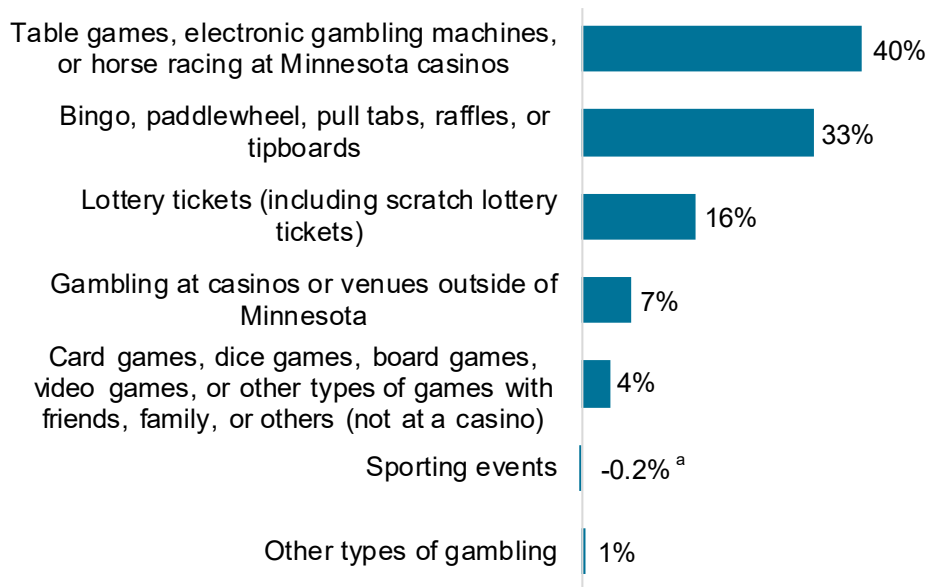 Table games, electronic gambling machines,
or horse racing at Minnesota casinos
40%
Bingo, paddlewheel, pull tabs, raffles, or
tipboards
33%
Lottery tickets (including scratch lottery
tickets)
16%
Gambling at casinos or venues outside of
Minnesota
7%
Card games, dice games, board games,
video games, or other types of games with
friends, family, or others (not at a casino)
4%
Sporting events
-0.2% a
Other types of gambling
1%